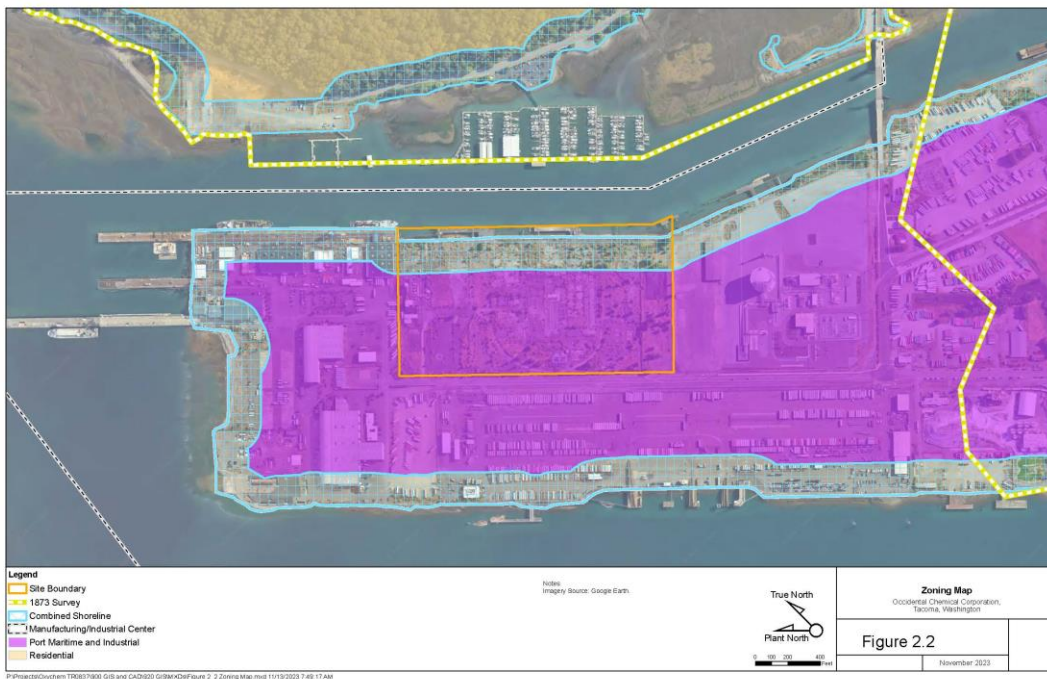 Legend
Site Boundary
1873 Survey
Combined Shoreline
Manufacturing/Industrial Center
Port Maritime and Industrial
Residential
Notes:
Imagery Source: Google Earth.
True North
Plant North
0 100 200 400
Feet
Zoning Map
Occidental Chemical Corporation,
Tacoma, Washington
Figure 2.2
November 2023